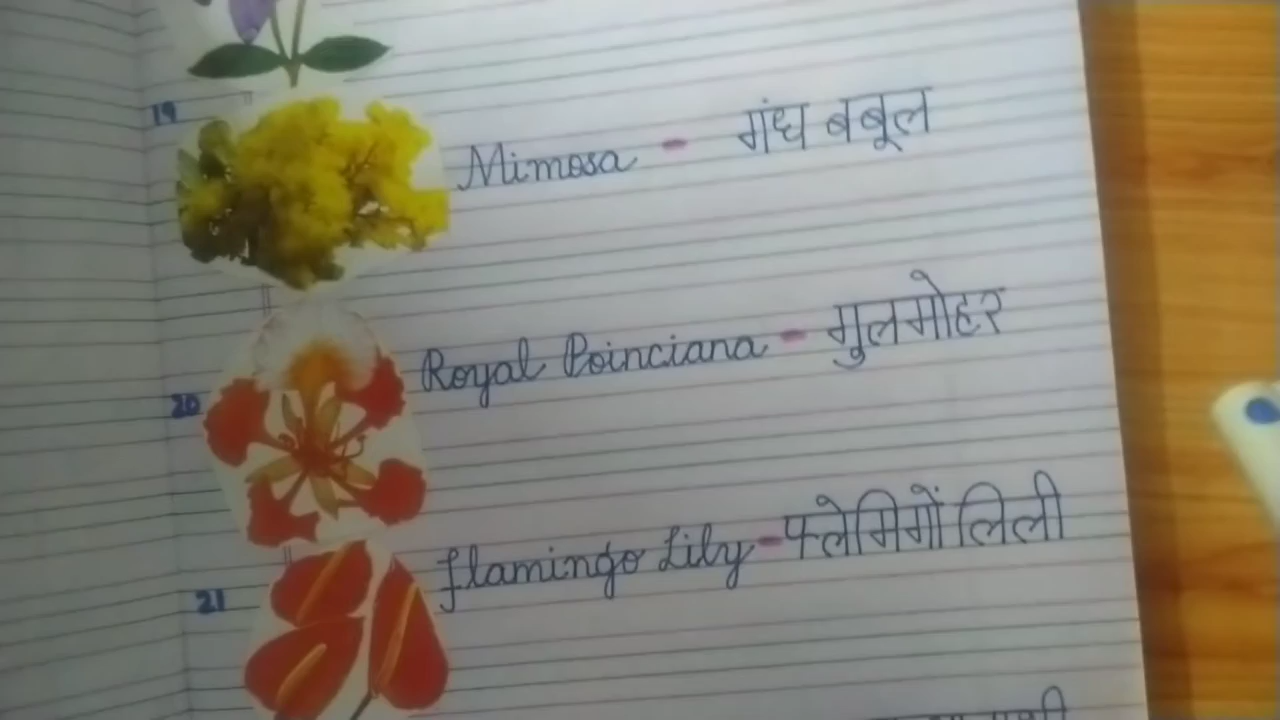 19
Mimosa - गंध बबूल
20
Royal Poinciana - गुलमोहर
21
flamingo Lily - फ्लेमिगों लिली